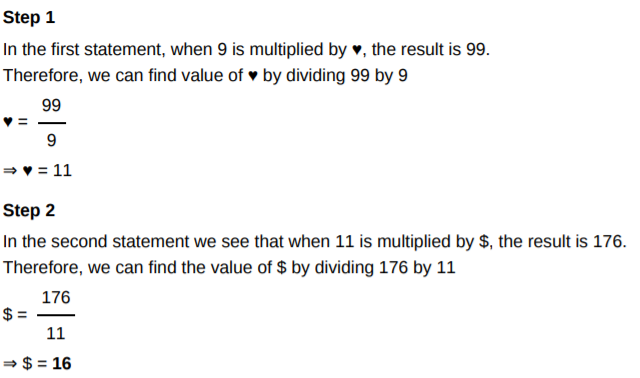 Step 1
In the first statement, when 9 is multiplied by ♥, the result is 99.
Therefore, we can find value of ♥ by dividing 99 by 9
99
♥ =
9
⇒ ♥ = 11
Step 2
In the second statement we see that when 11 is multiplied by $, the result is 176.
Therefore, we can find the value of $ by dividing 176 by 11
176
$ =
11
⇒ $ = 16